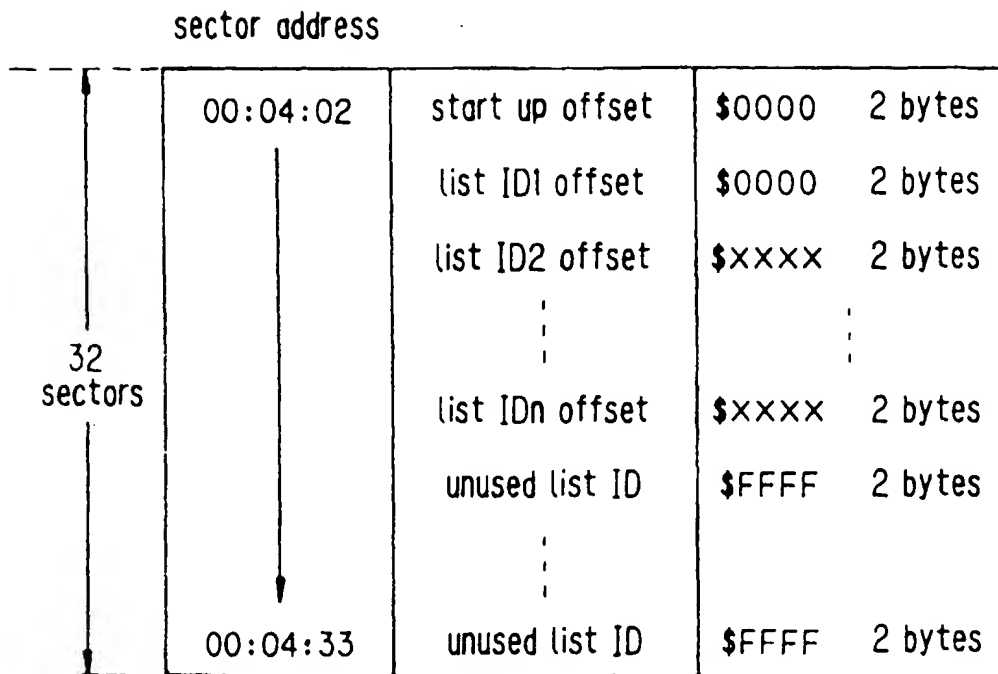 sector address
00:04:02 start up offset $0000 2 bytes
list ID1 offset $0000 2 bytes
list ID2 offset $XXXX 2 bytes
32
sectors
list IDn offset $XXXX 2 bytes
unused list ID $FFFF 2 bytes
00:04:33 unused list ID $FFFF 2 bytes